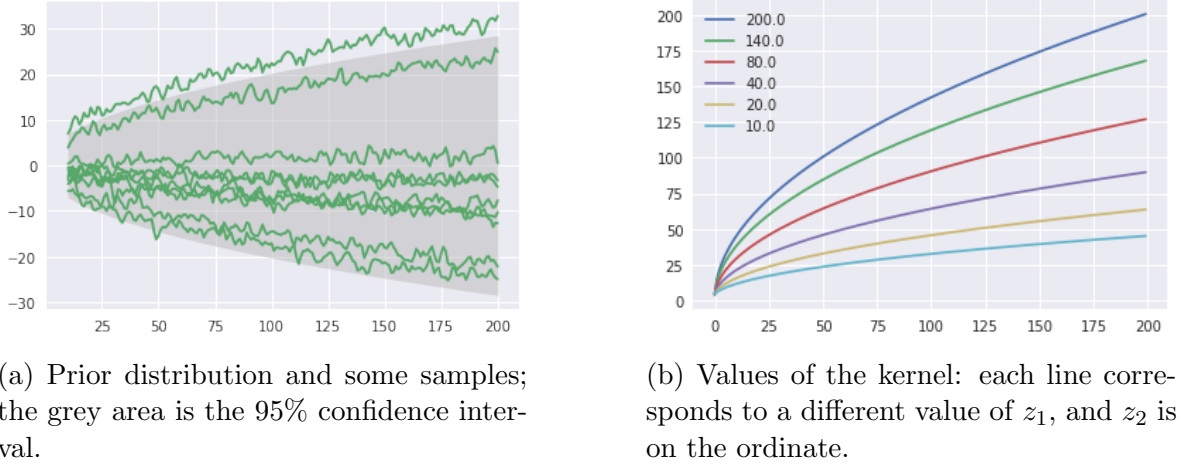 30
20
10
0
−10
−20
−30
25 50 75 100 125 150 175 200
200
175
150
125
100
75
50
25
0
200.0
140.0
80.0
40.0
20.0
10.0
0 25 50 75 100 125 150 175 200
(a) Prior distribution and some samples;
the grey area is the 95% confidence inter-
val.
(b) Values of the kernel: each line corre-
sponds to a different value of z₁, and z₂ is
on the ordinate.